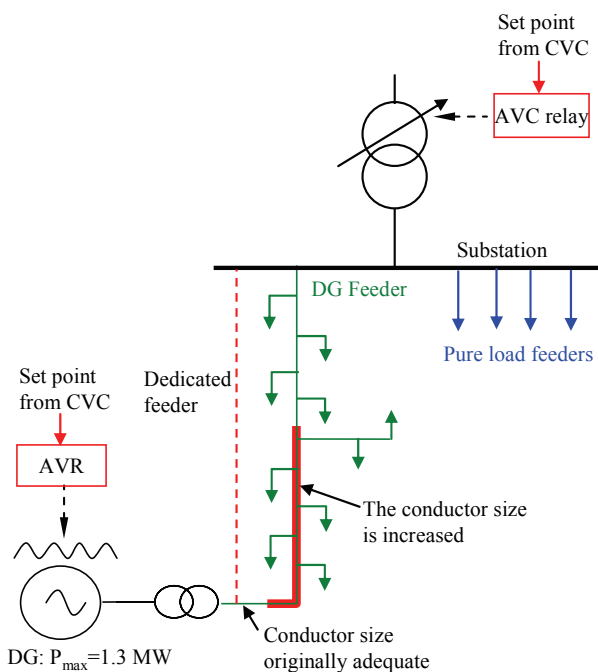 Set point
from CVC
AVC relay
Substation
DG Feeder
Pure load feeders
Dedicated
feeder
Set point
from CVC
AVR
The conductor size
is increased
Conductor size
originally adequate
DG: Pmax=1.3 MW